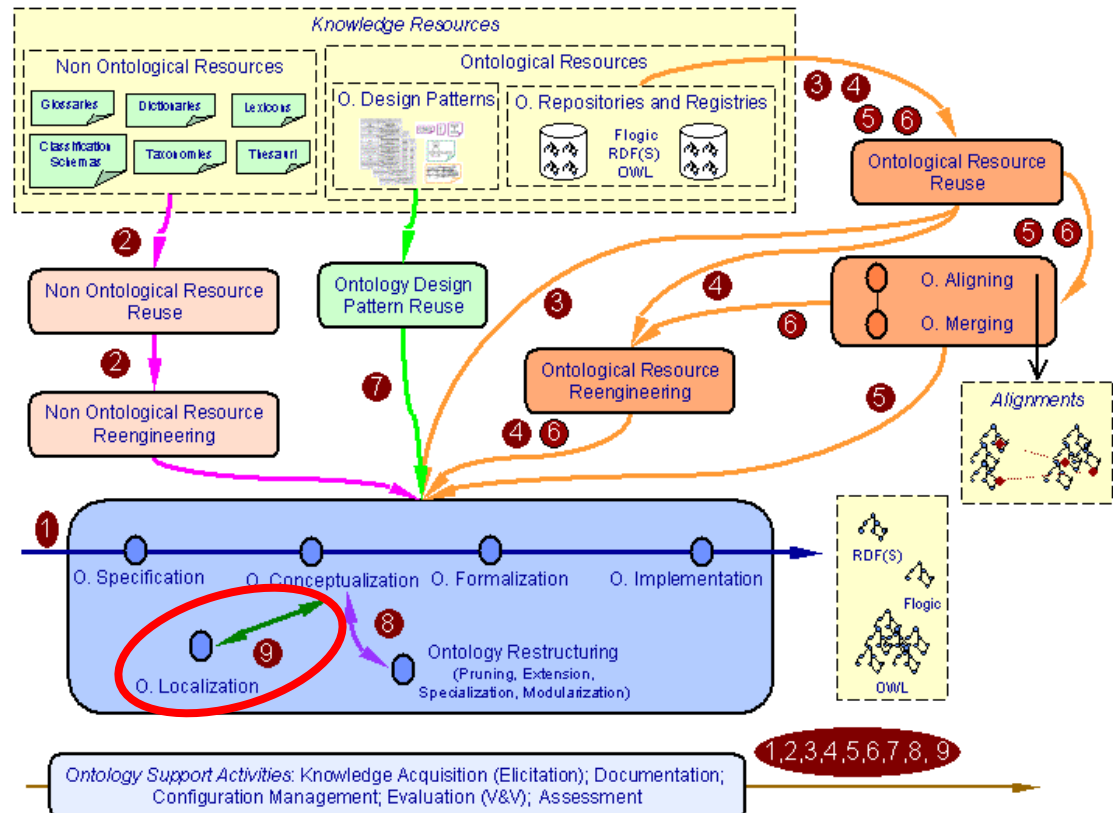 Knowledge Resources
Non Ontological Resources
Glossaries
Dictionaries
Lexicons
Classification
Schemas
Taxonomies
Thesauri
Ontological Resources
O. Design Patterns
O. Repositories and Registries
Flogic
RDF(S)
OWL
3 4
5 6
Ontological Resource
Reuse
2
5 6
Non Ontological Resource
Reuse
Ontology Design
Pattern Reuse
3
4
O. Aligning
O. Merging
6
2
7
Ontological Resource
Reengineering
5
Non Ontological Resource
Reengineering
4 6
Alignments
1
O. Specification
O. Conceptualization
O. Formalization
O. Implementation
RDF(S)
Flogic
OWL
8
9
O. Localization
Ontology Restructuring
(Pruning, Extension,
Specialization, Modularization)
1,2,3,4,5,6,7,8, 9
Ontology Support Activities: Knowledge Acquisition (Elicitation); Documentation;
Configuration Management; Evaluation (V&V); Assessment